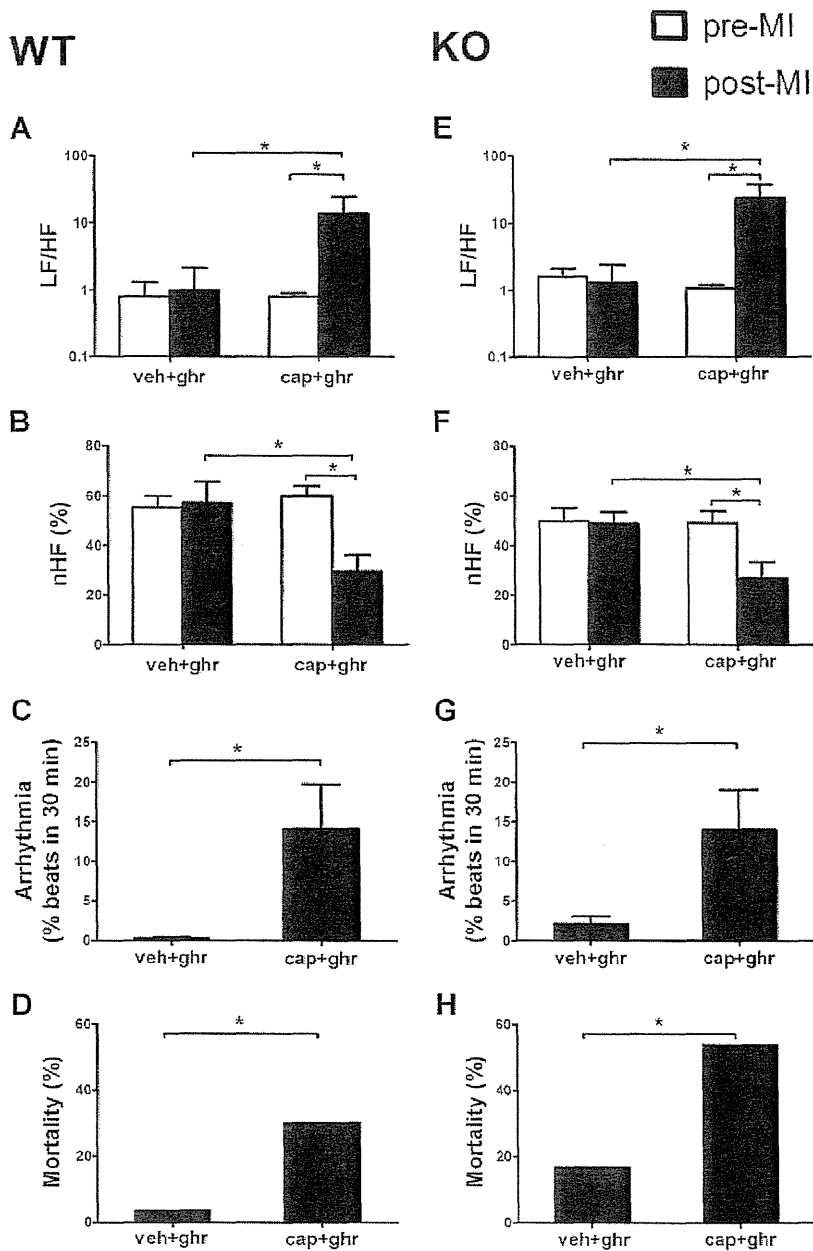 WT
KO
pre-MI
post-MI
A
LF/HF
100
10
1
0.1
*
*
veh+ghr
cap+ghr
E
LF/HF
100
10
1
0.1
*
*
veh+ghr
cap+ghr
B
nHF (%)
80
60
40
20
0
*
*
veh+ghr
cap+ghr
F
nHF (%)
80
60
40
20
0
*
*
veh+ghr
cap+ghr
C
Arrhythmia
(% beats in 30 min)
25
20
15
10
5
0
*
veh+ghr
cap+ghr
G
Arrhythmia
(% beats in 30 min)
25
20
15
10
5
0
*
veh+ghr
cap+ghr
D
Mortality (%)
60
40
20
0
*
veh+ghr
cap+ghr
H
Mortality (%)
60
40
20
0
*
veh+ghr
cap+ghr